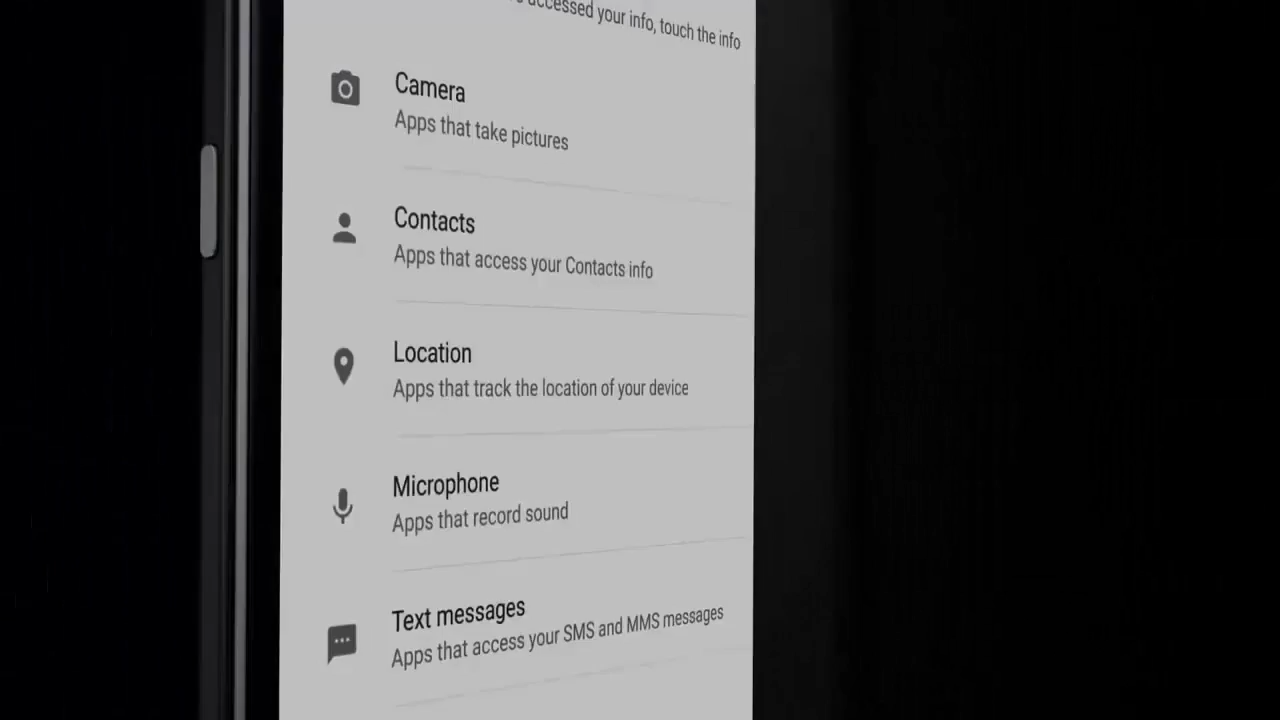 accessed your info, touch the info
Camera
Apps that take pictures
Contacts
Apps that access your Contacts info
Location
Apps that track the location of your device
Microphone
Apps that record sound
Text messages
Apps that access your SMS and MMS messages